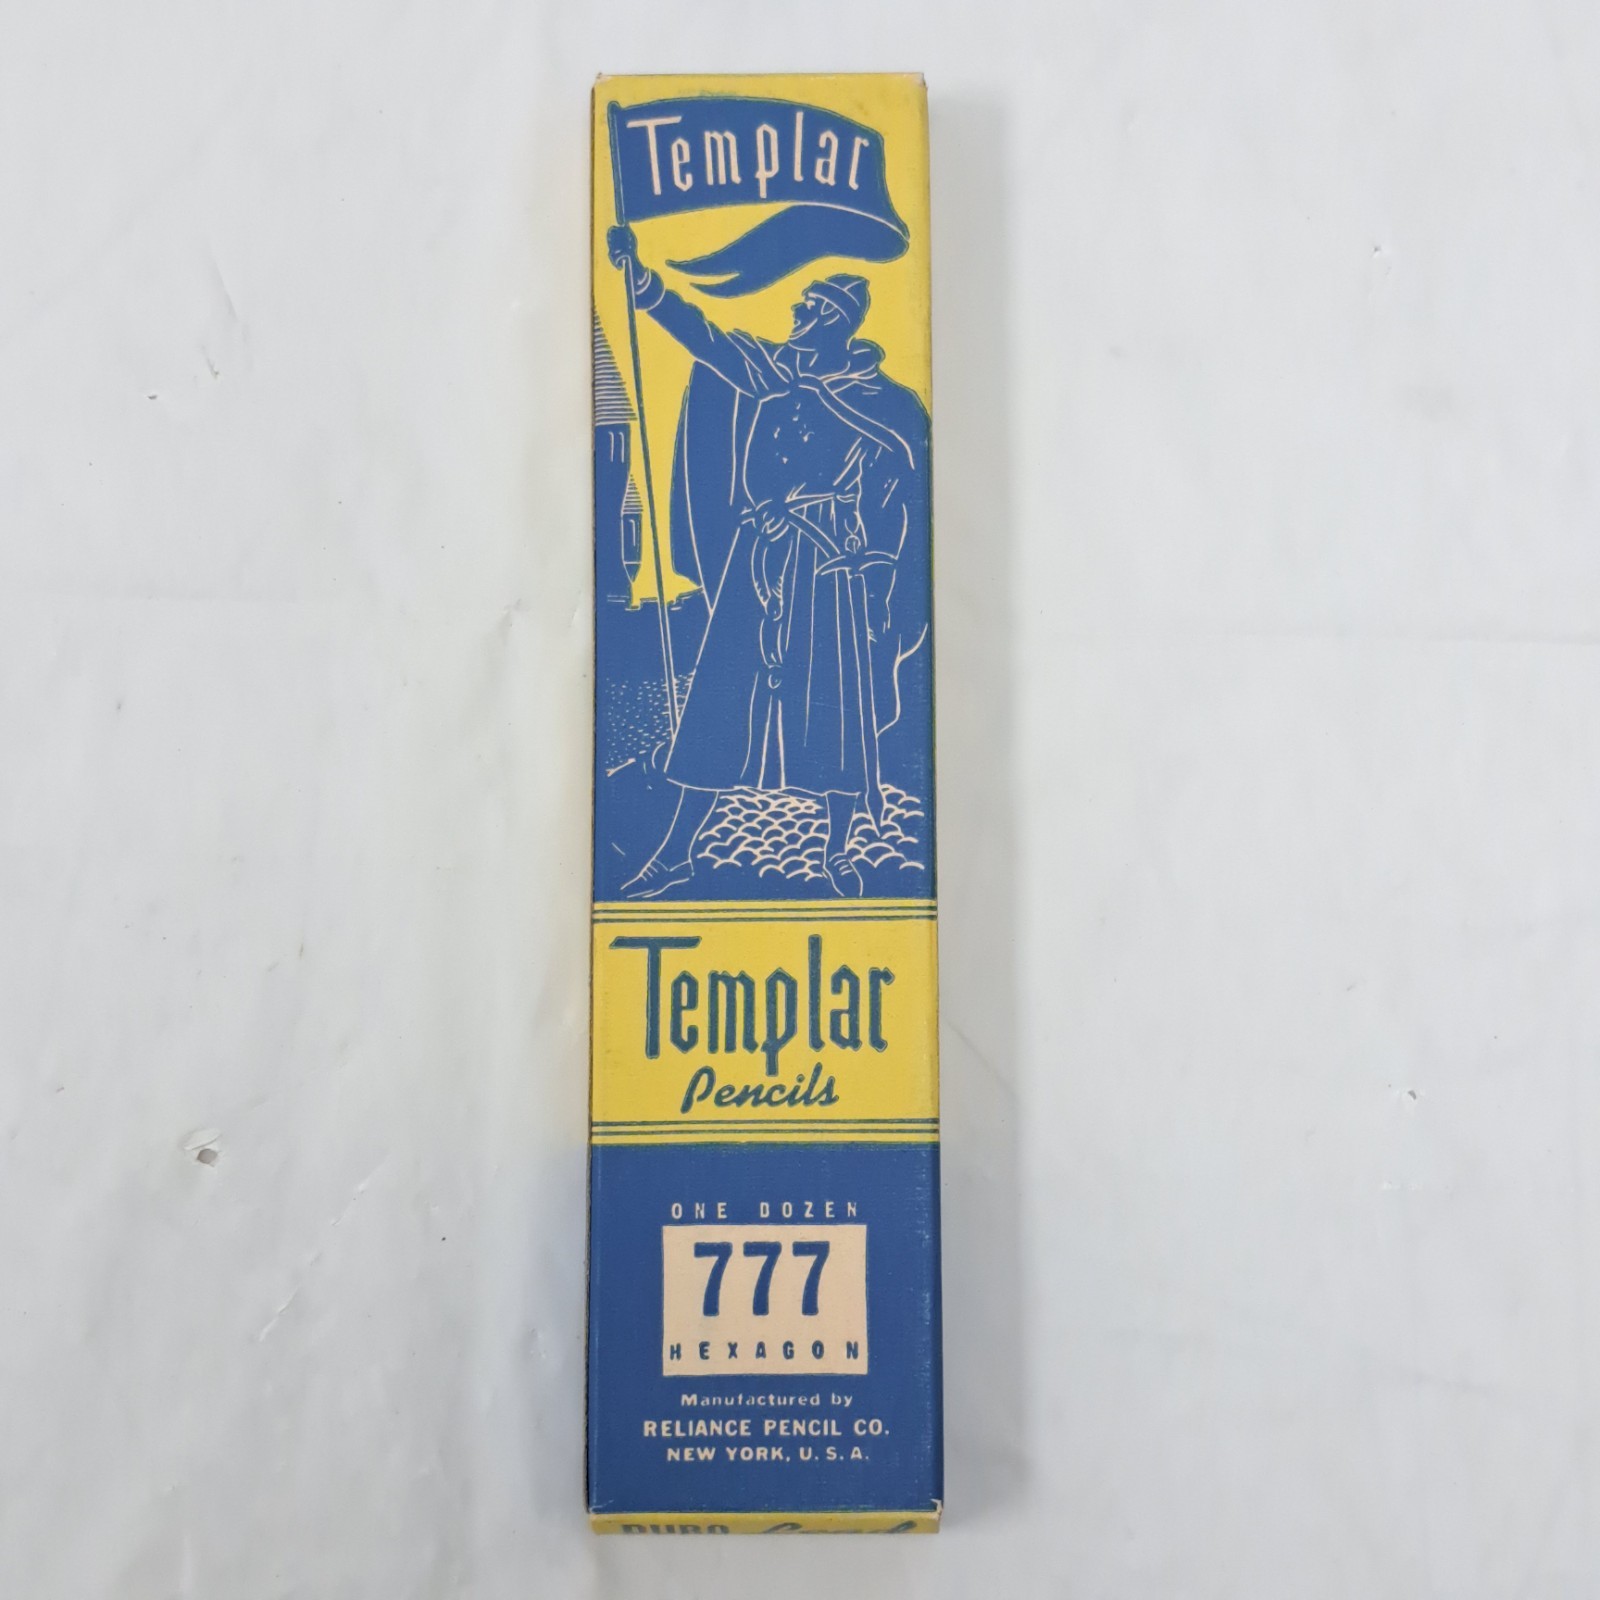 Templar
Templar
Pencils
ONE DOZEN
777
HEXAGON
Manufactured by
RELIANCE PENCIL CO.
NEW YORK, U.S.A.